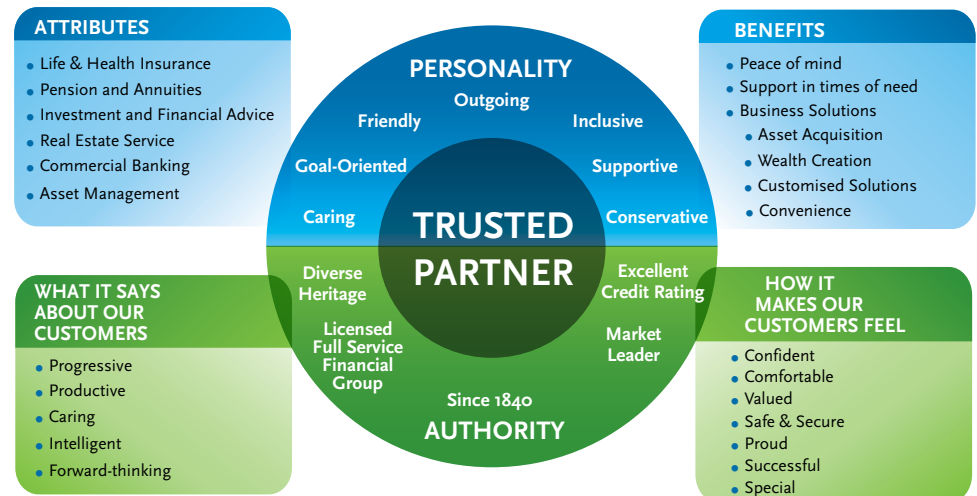 ATTRIBUTES
Life & Health Insurance
Pension and Annuities
Investment and Financial Advice
Real Estate Service
Commercial Banking
Asset Management
PERSONALITY
Outgoing
Friendly
Inclusive
Goal-Oriented
Supportive
Caring
Conservative
TRUSTED
PARTNER
Diverse
Heritage
Excellent
Credit Rating
Licensed
Full Service
Financial
Group
Market
Leader
Since 1840
AUTHORITY
BENEFITS
Peace of mind
Support in times of need
Business Solutions
Asset Acquisition
Wealth Creation
Customised Solutions
Convenience
WHAT IT SAYS
ABOUT OUR
CUSTOMERS
Progressive
Productive
Caring
Intelligent
Forward-thinking
HOW IT
MAKES OUR
CUSTOMERS FEEL
Confident
Comfortable
Valued
Safe & Secure
Proud
Successful
Special